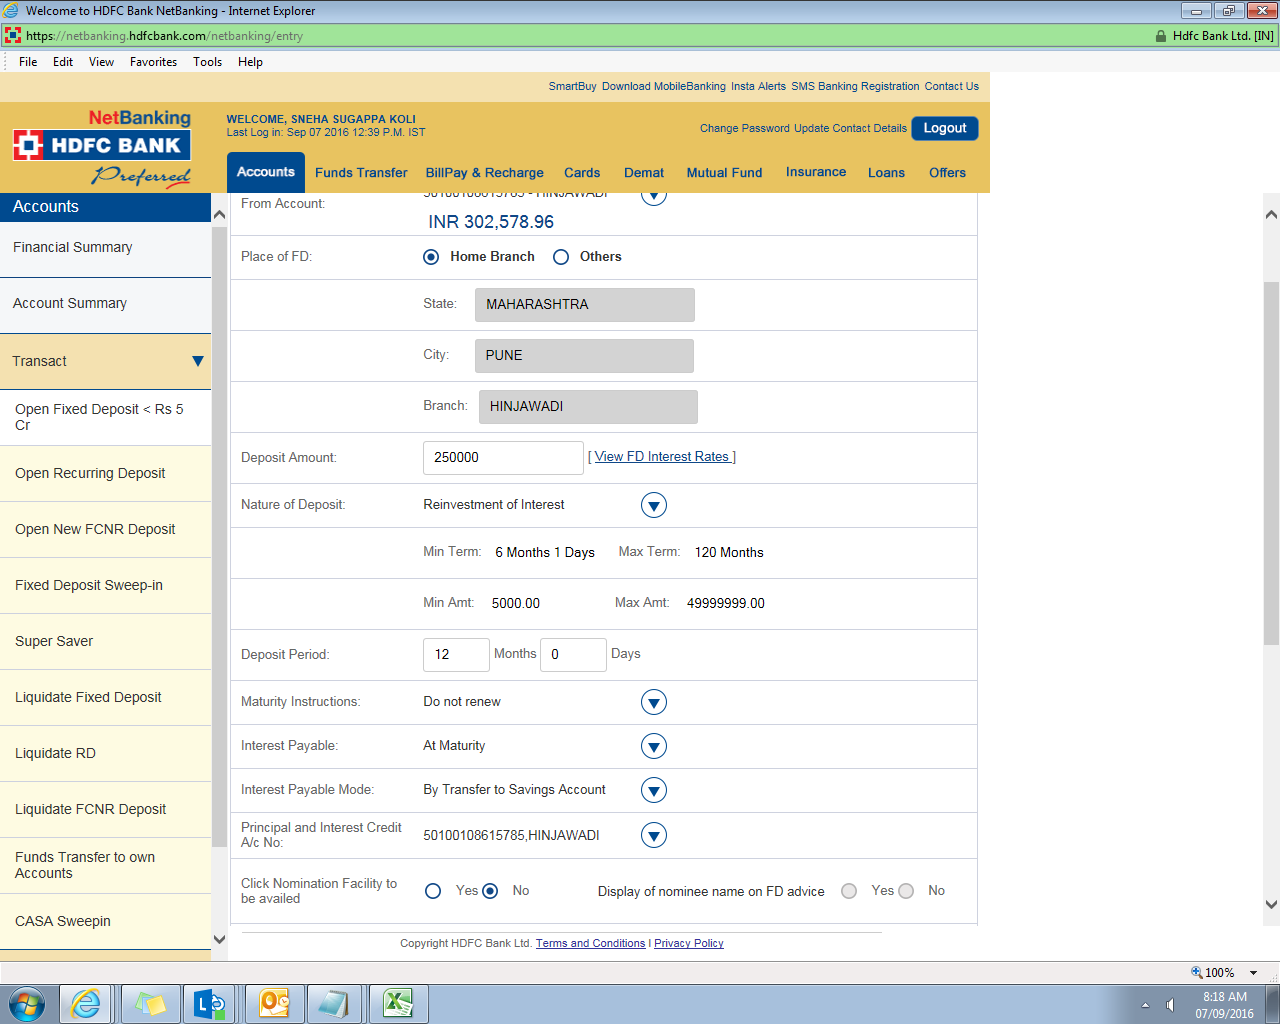 Welcome to HDFC Bank NetBanking - Internet Explorer
https://netbanking.hdfcbank.com/netbanking/entry
Hdfc Bank Ltd. [IN]
File Edit View Favorites Tools Help
SmartBuy Download MobileBanking Insta Alerts SMS Banking Registration Contact Us
NetBanking
HDFC BANK
Preferred
WELCOME, SNEHA SUGAPPA KOLI
Last Log in: Sep 07 2016 12:39 P.M. IST
Change Password Update Contact Details Logout
Accounts Funds Transfer BillPay & Recharge Cards Demat Mutual Fund Insurance Loans Offers
Accounts
Financial Summary
Account Summary
Transact
Open Fixed Deposit < Rs 5
Cr
Open Recurring Deposit
Open New FCNR Deposit
Fixed Deposit Sweep-in
Super Saver
Liquidate Fixed Deposit
Liquidate RD
Liquidate FCNR Deposit
Funds Transfer to own
Accounts
CASA Sweepin
From Account: 50100108615785 - HINJAWADI
INR 302,578.96
Place of FD: Home Branch Others
State: MAHARASHTRA
City: PUNE
Branch: HINJAWADI
Deposit Amount: 250000 [ View FD Interest Rates ]
Nature of Deposit: Reinvestment of Interest
Min Term: 6 Months 1 Days Max Term: 120 Months
Min Amt: 5000.00 Max Amt: 49999999.00
Deposit Period: 12 Months 0 Days
Maturity Instructions: Do not renew
Interest Payable: At Maturity
Interest Payable Mode: By Transfer to Savings Account
Principal and Interest Credit
A/c No: 50100108615785,HINJAWADI
Click Nomination Facility to
be availed Yes No Display of nominee name on FD advice Yes No
Copyright HDFC Bank Ltd. Terms and Conditions I Privacy Policy
100%
8:18 AM
07/09/2016